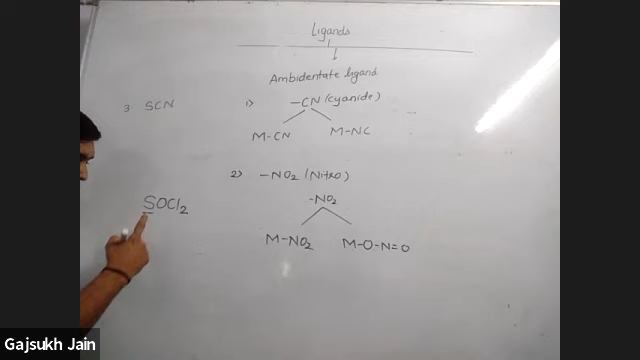 Ligands
Ambidentate ligand
3. SCN
1) -CN (cyanide)
M-CN M-NC
2) -NO2 (Nitro)
SOCl2
-NO2
M-NO2 M-O-N=O
Gajsukh Jain